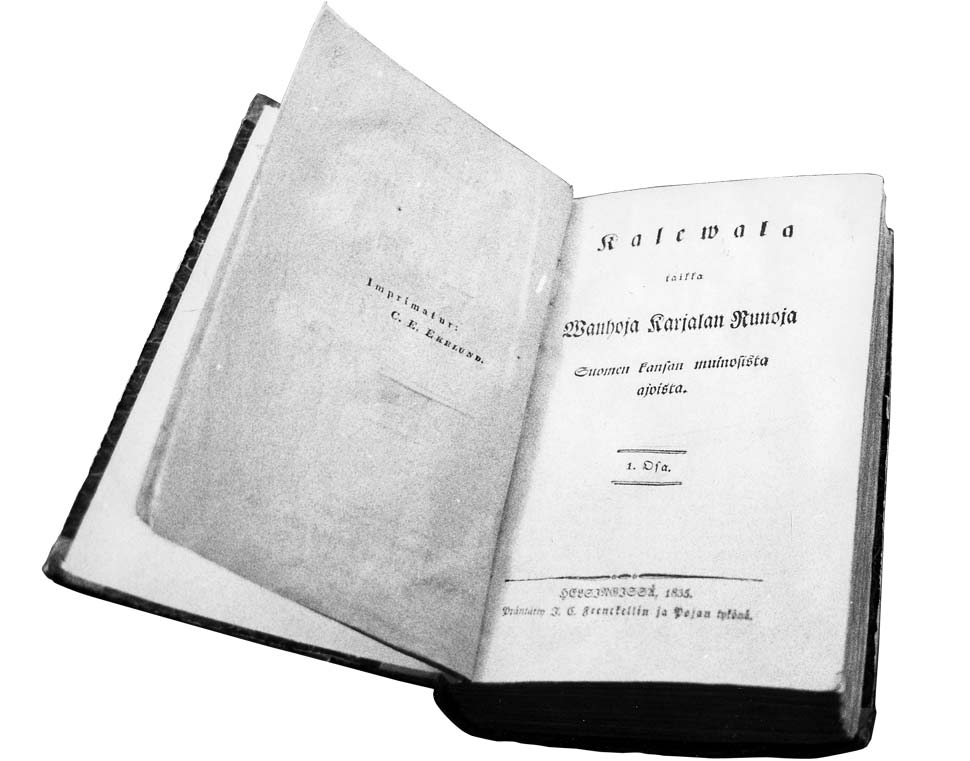 Imprimatur:
C. E. EKELUND.
Kalewala
taikka
Wanhoja Karjalan Runoja
Suomen kansan muinosista
ajoista.
1. Osa.
HELSINGISSÄ, 1835.
Präntätty J. C. Frenckellin ja Pojan tykönä.